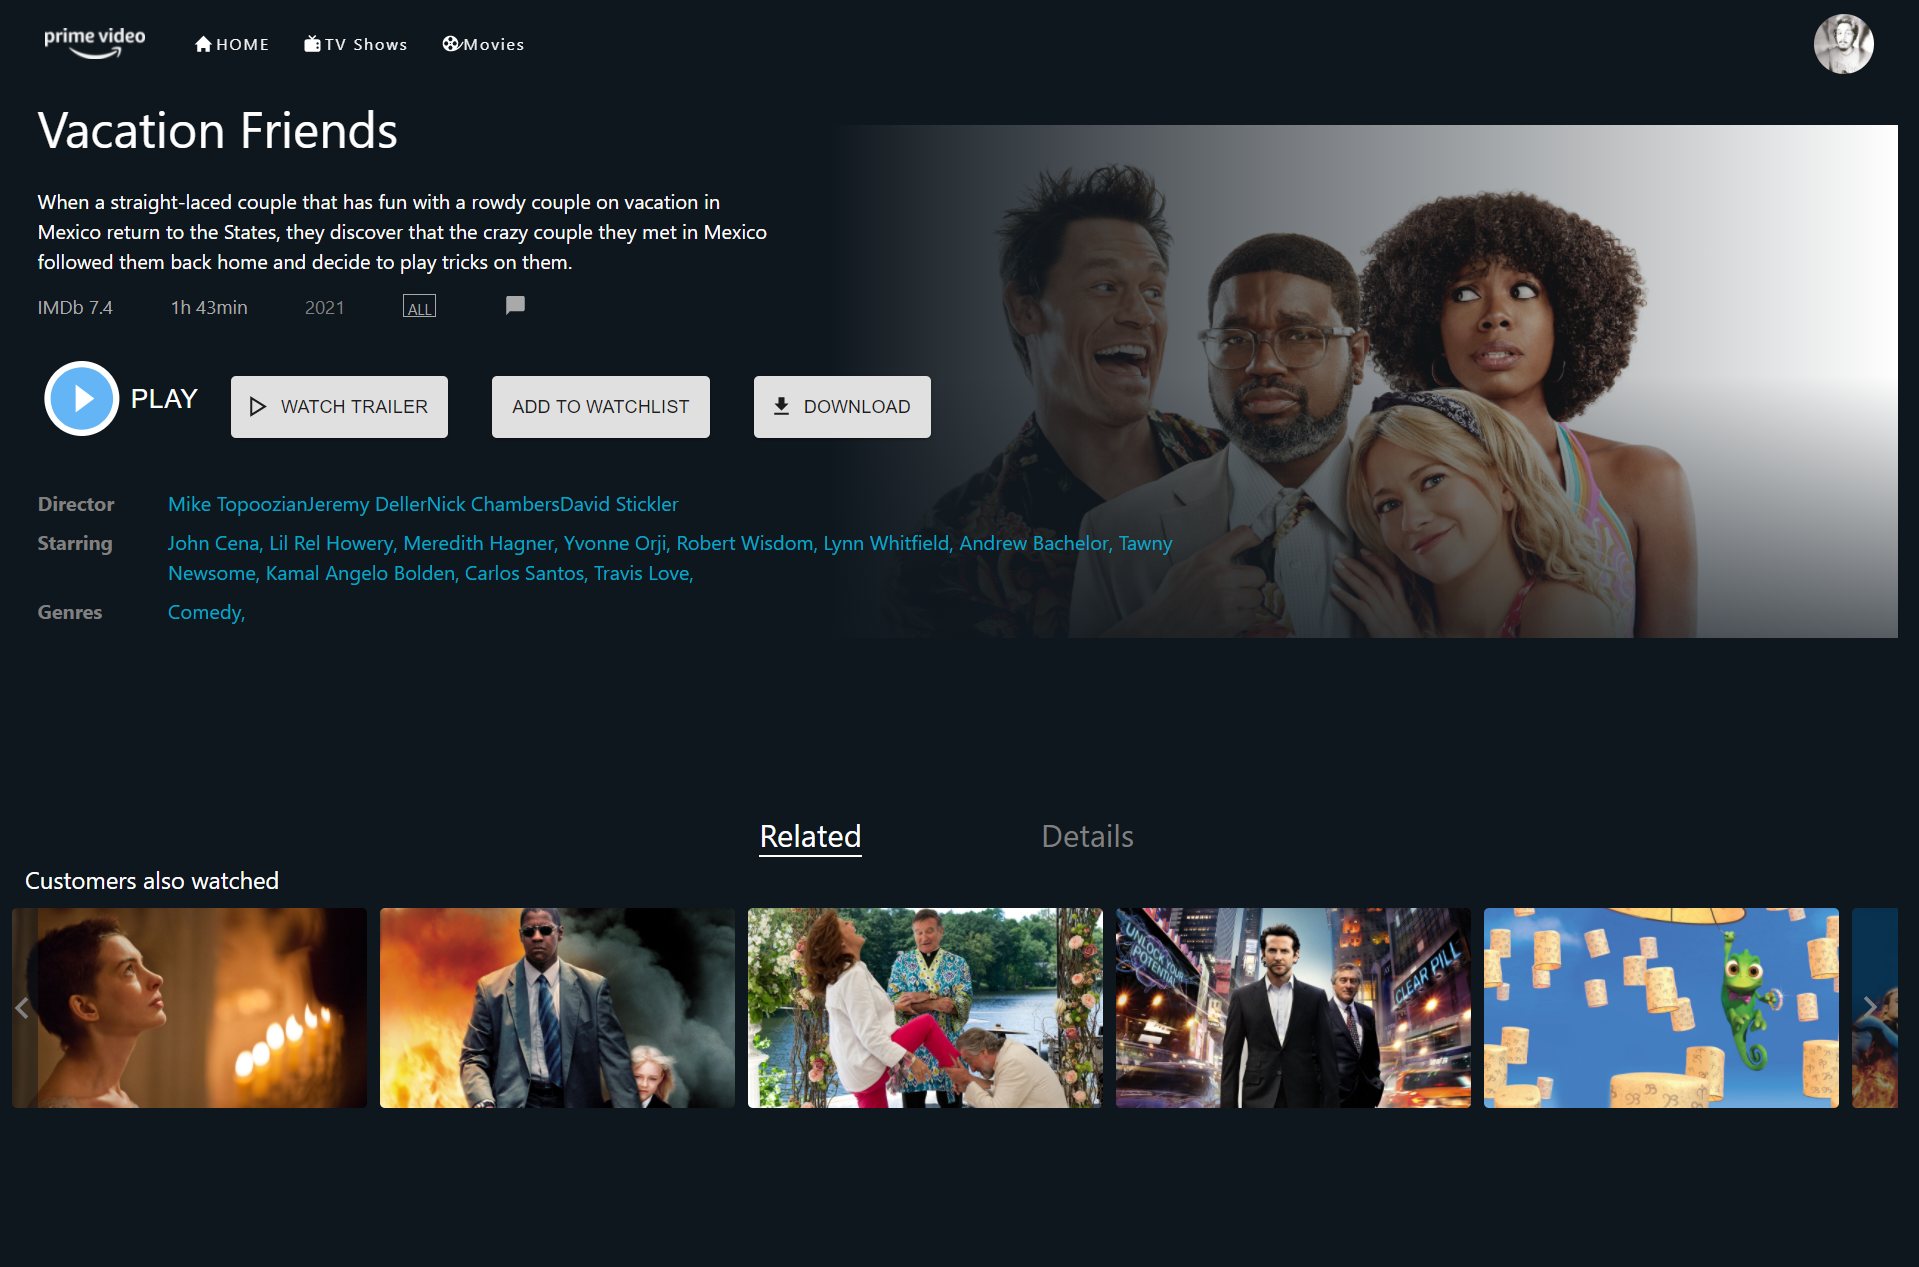 prime video
HOME
TV Shows
Movies
Vacation Friends
When a straight-laced couple that has fun with a rowdy couple on vacation in
Mexico return to the States, they discover that the crazy couple they met in Mexico
followed them back home and decide to play tricks on them.
IMDb 7.4
1h 43min
2021
ALL
PLAY
WATCH TRAILER
ADD TO WATCHLIST
DOWNLOAD
Director
Mike TopoozianJeremy DellerNick ChambersDavid Stickler
Starring
John Cena, Lil Rel Howery, Meredith Hagner, Yvonne Orji, Robert Wisdom, Lynn Whitfield, Andrew Bachelor, Tawny
Newsome, Kamal Angelo Bolden, Carlos Santos, Travis Love,
Genres
Comedy,
Related
Details
Customers also watched
UNLOCK YOUR
POTENTIAL
CLEAR PILL